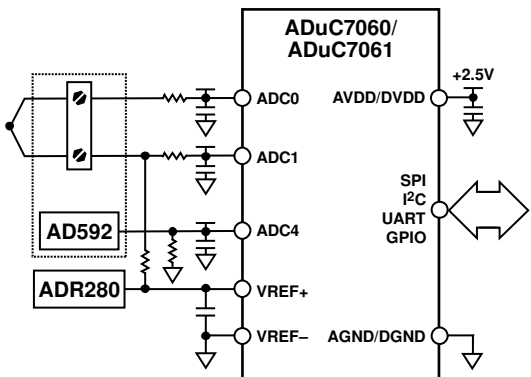 ADuC7060/
ADuC7061
+2.5V
ADC0
AVDD/DVDD
ADC1
SPI
I²C
UART
GPIO
AD592
ADC4
ADR280
VREF+
VREF–
AGND/DGND